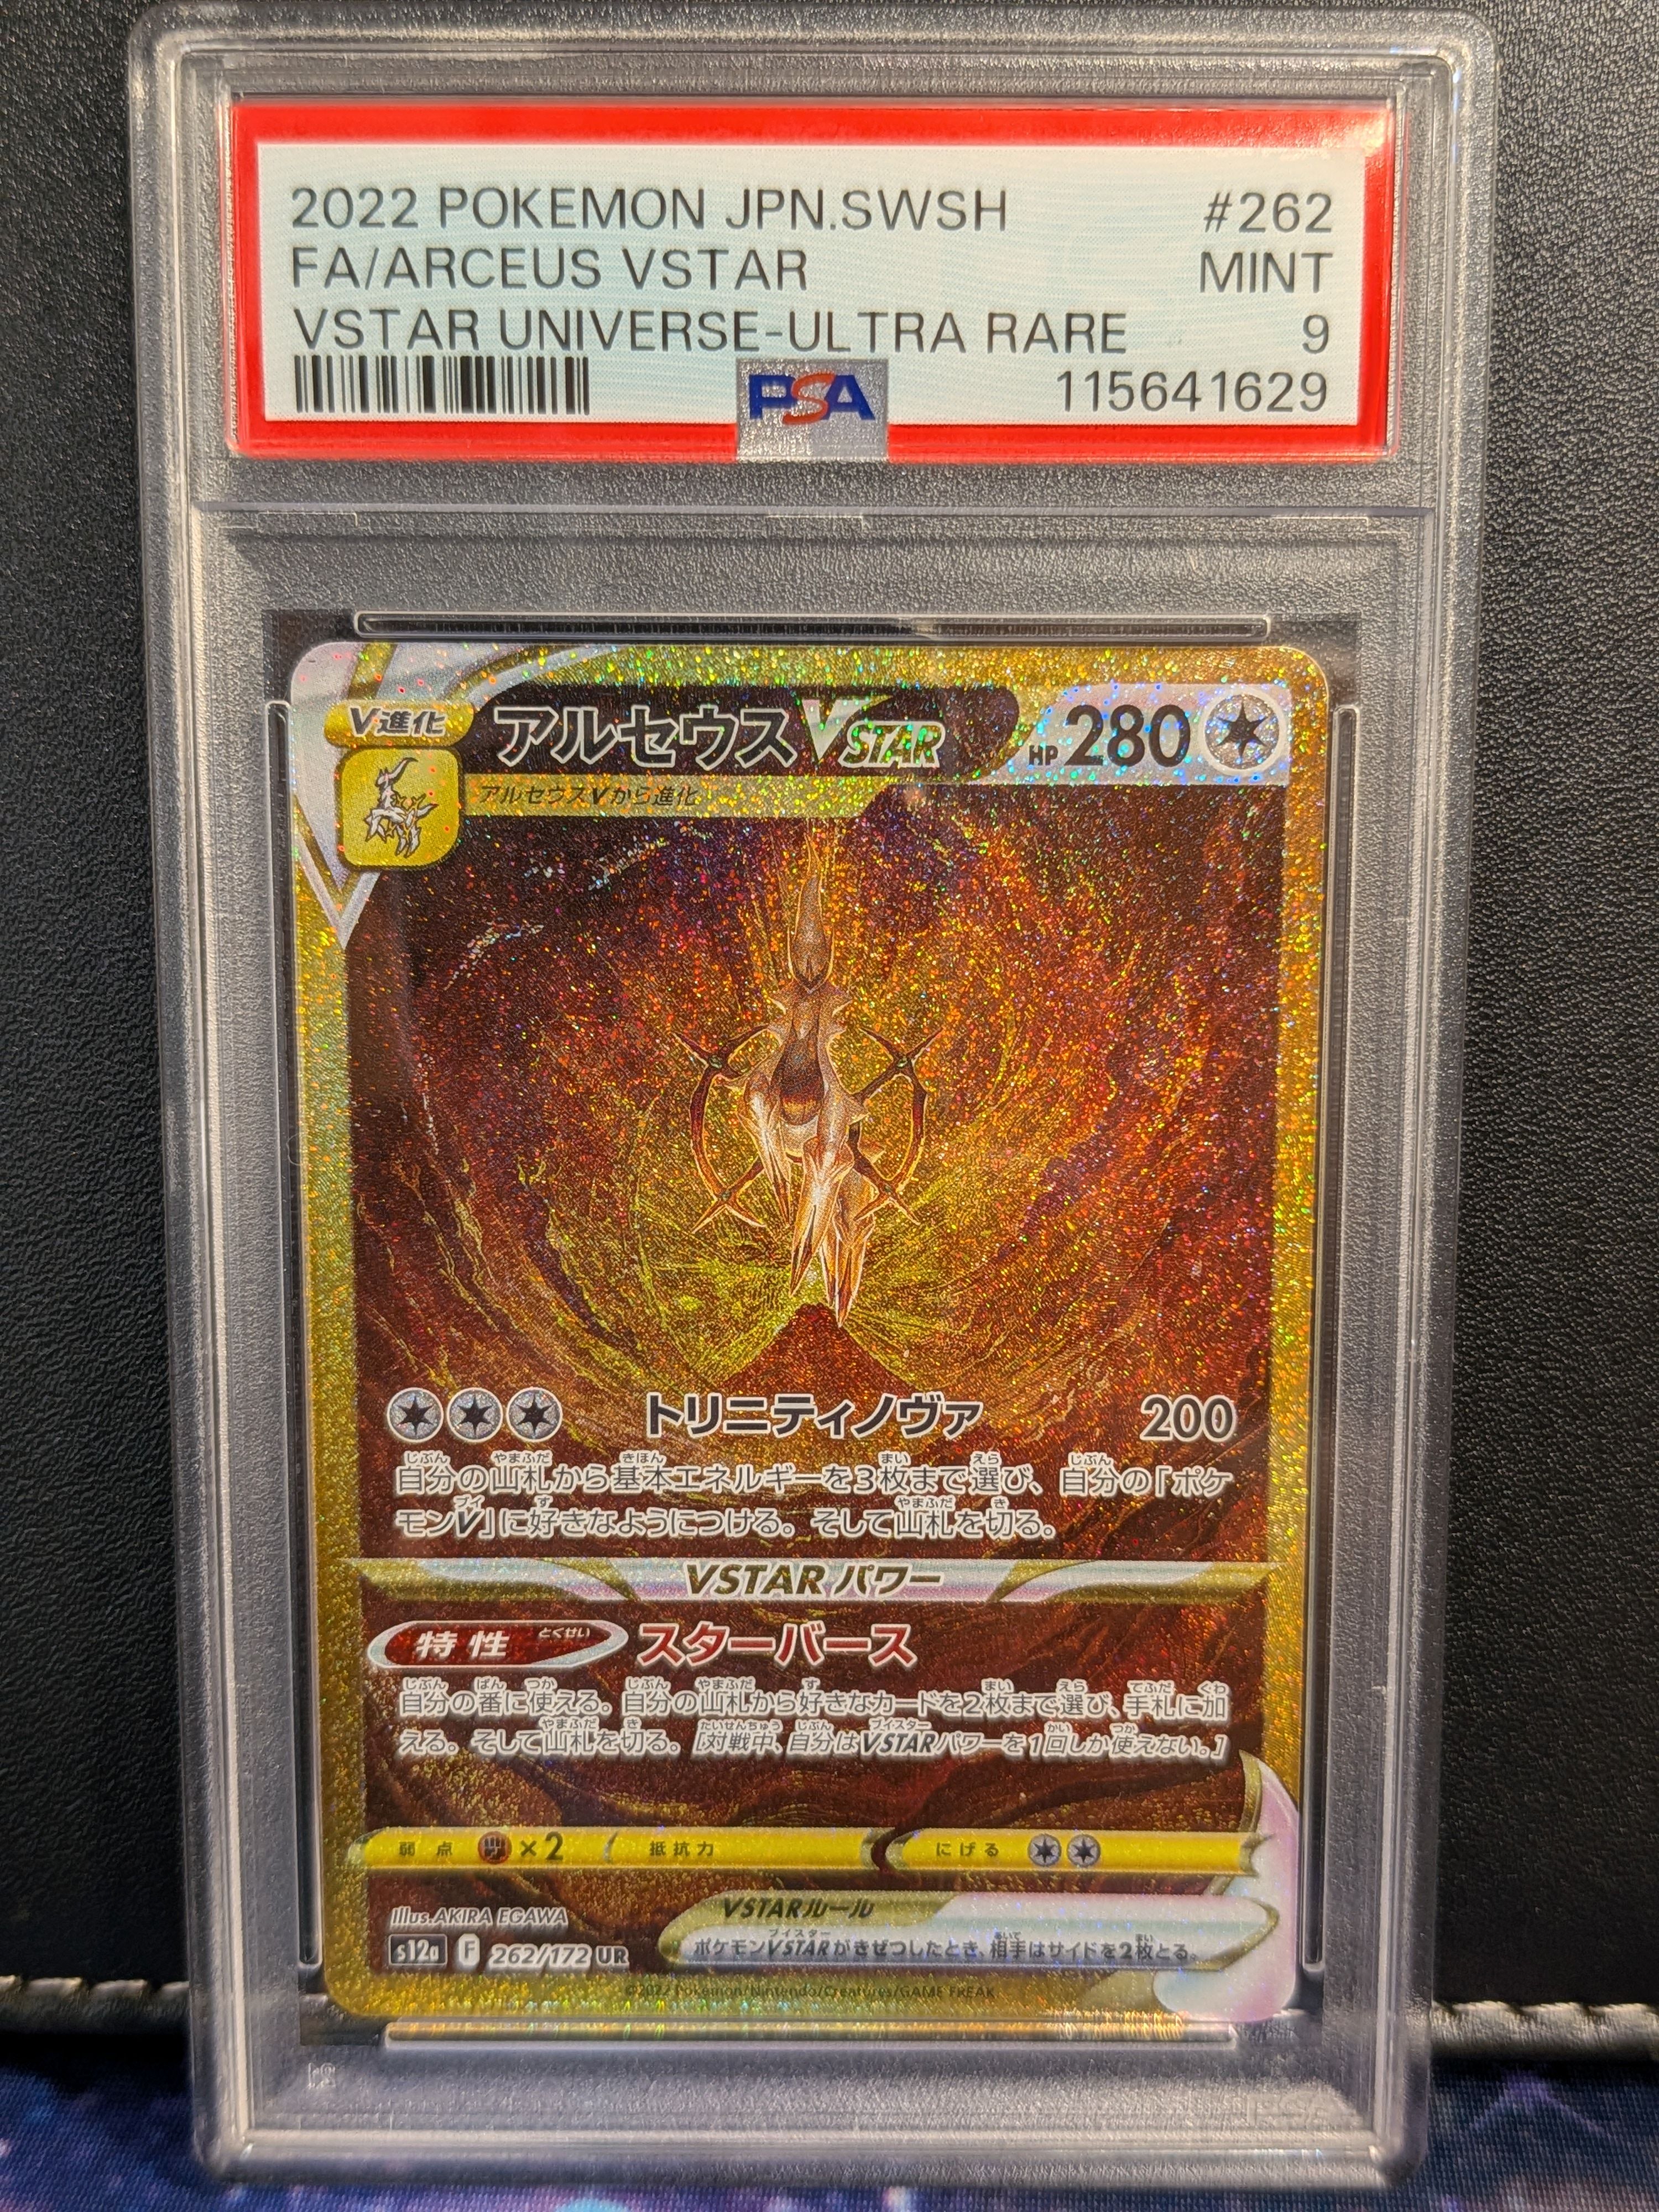 2022 POKEMON JPN.SWSH #262
FA/ARCEUS VSTAR MINT
VSTAR UNIVERSE-ULTRA RARE 9
PSA 115641629
V進化 アルセウスVSTAR HP 280
アルセウスVから進化
トリニティノヴァ 200
自分の山札から基本エネルギーを3枚まで選び、自分の「ポケ
モンV」に好きなようにつける。そして山札を切る。
VSTARパワー
特性 とくせい スターバース
自分の番に使える。自分の山札から好きなカードを2枚まで選び、手札に加
える。そして山札を切る。[対戦中、自分はVSTARパワーを1回しか使えない。]
弱点 ×2 抵抗力 にげる
Illus.AKIRA EGAWA
VSTARルール
ポケモンVSTARがきぜつしたとき、相手はサイドを2枚とる。
s12a F 262/172 UR
©2022 Pokémon/Nintendo/Creatures/GAME FREAK